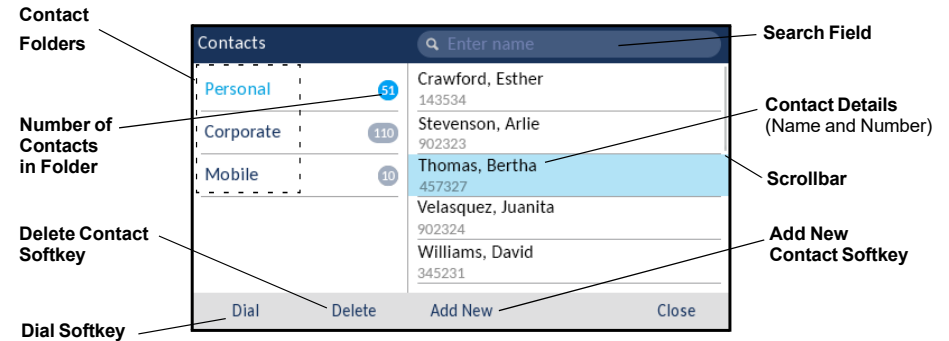 Contact
Folders
Number of
Contacts
in Folder
Delete Contact
Softkey
Dial Softkey
Contacts
Enter name
Personal
51
Corporate
110
Mobile
10
Crawford, Esther
143534
Stevenson, Arlie
902323
Thomas, Bertha
457327
Velasquez, Juanita
902324
Williams, David
345231
Dial
Delete
Add New
Close
Search Field
Contact Details
(Name and Number)
Scrollbar
Add New
Contact Softkey